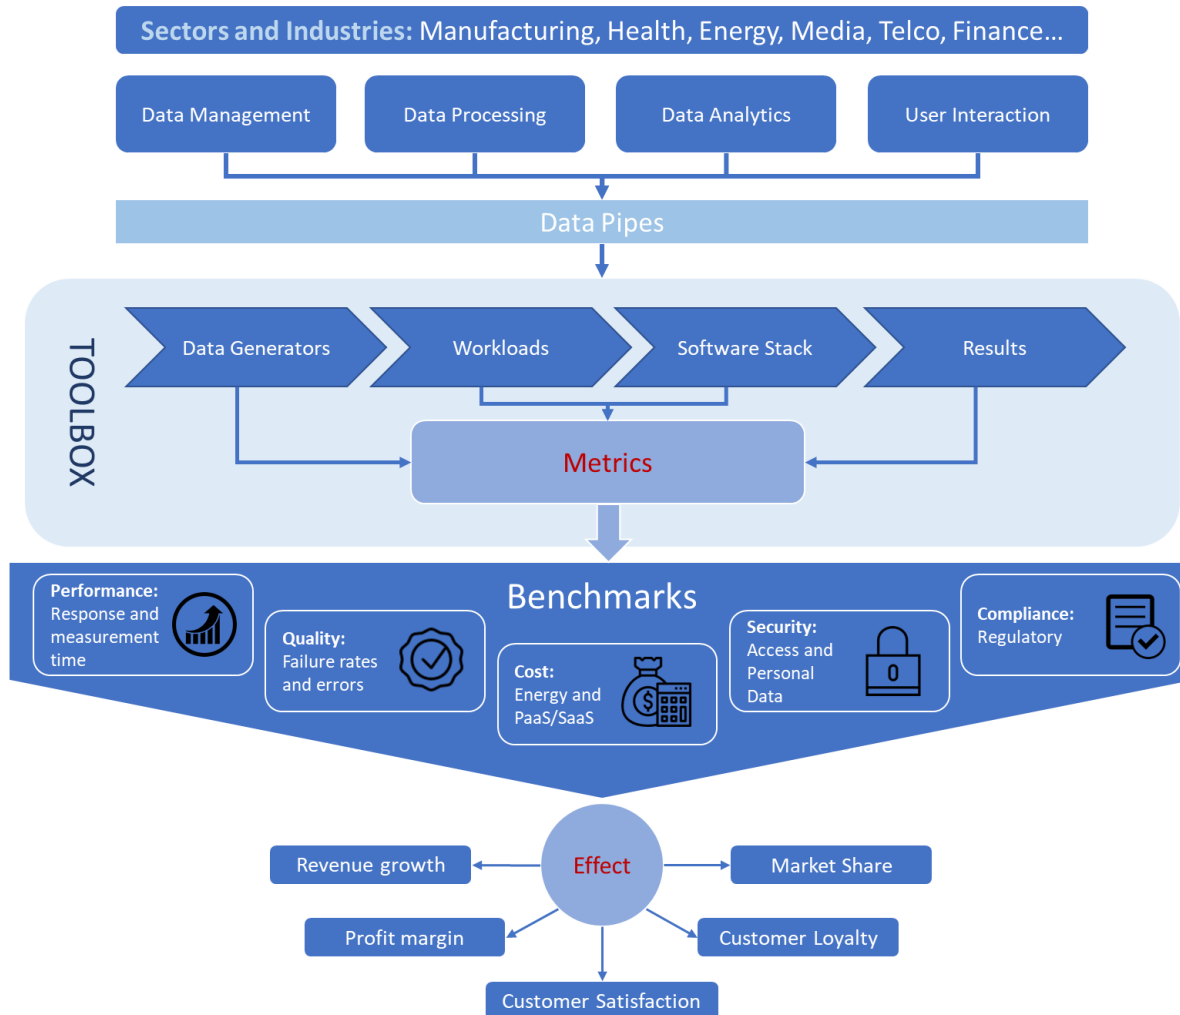 Sectors and Industries: Manufacturing, Health, Energy, Media, Telco, Finance...
Data Management
Data Processing
Data Analytics
User Interaction
Data Pipes
TOOLBOX
Data Generators
Workloads
Software Stack
Results
Metrics
Benchmarks
Performance:
Response and
measurement
time
Quality:
Failure rates
and errors
Cost:
Energy and
PaaS/SaaS
$
Security:
Access and
Personal
Data
0
Compliance:
Regulatory
Effect
Revenue growth
Market Share
Profit margin
Customer Loyalty
Customer Satisfaction